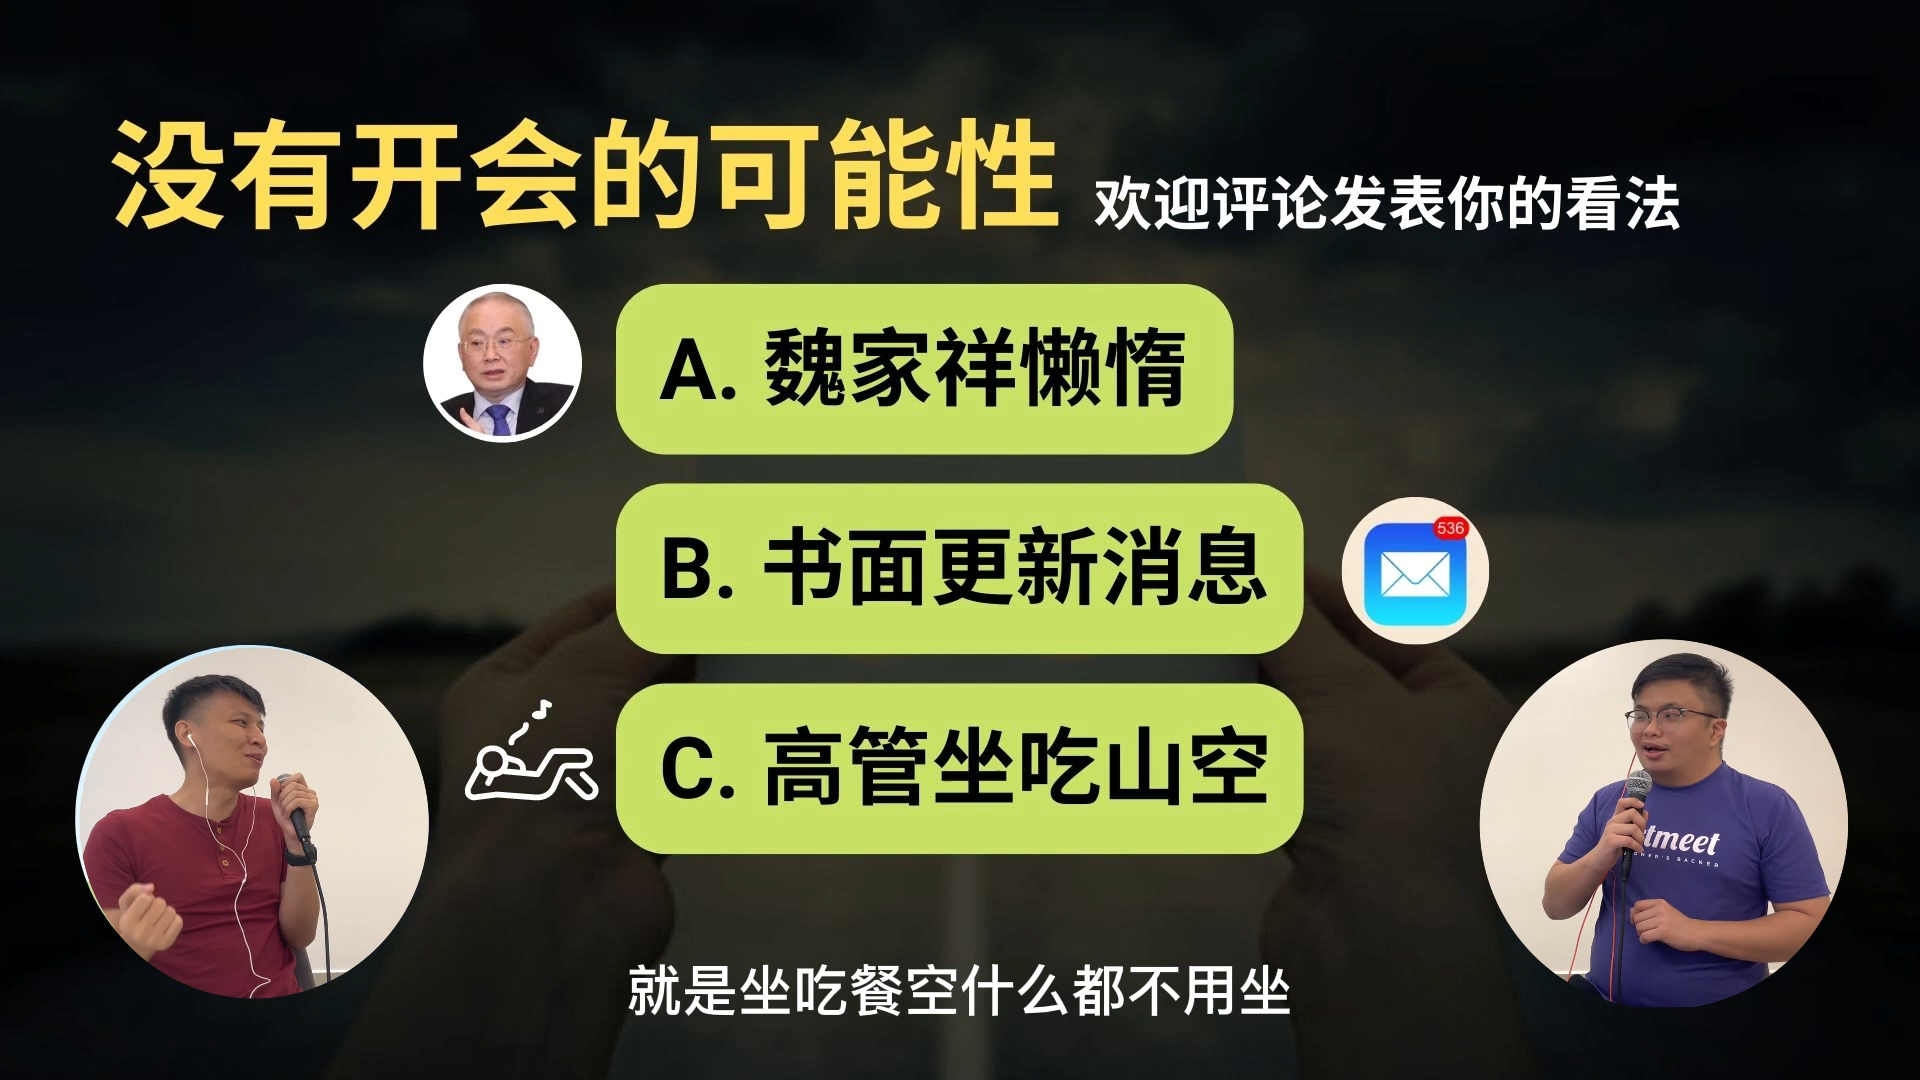 没有开会的可能性
欢迎评论发表你的看法
A. 魏家祥懒惰
B. 书面更新消息
536
C. 高管坐吃山空
tmeet
就是坐吃餐空什么都不用坐